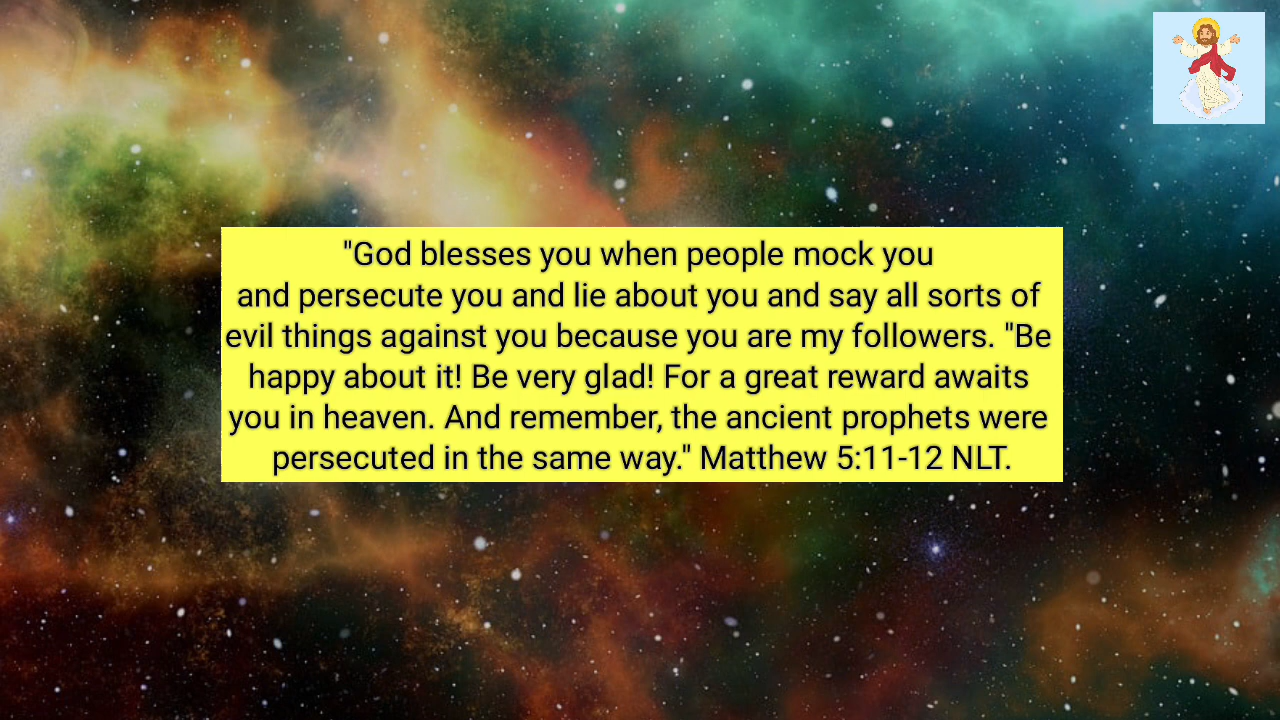 "God blesses you when people mock you
and persecute you and lie about you and say all sorts of
evil things against you because you are my followers. "Be
happy about it! Be very glad! For a great reward awaits
you in heaven. And remember, the ancient prophets were
persecuted in the same way." Matthew 5:11-12 NLT.